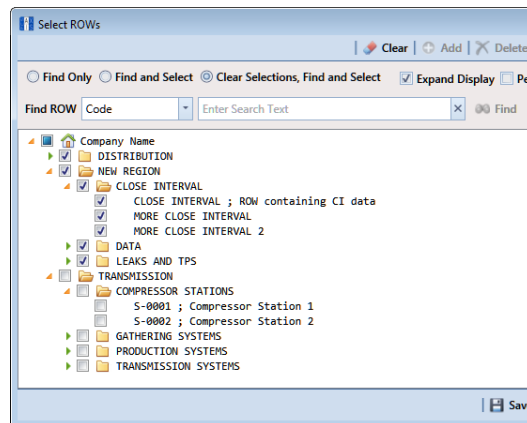 Select ROWs
Clear Add Delete
Find Only Find and Select Clear Selections, Find and Select Expand Display
Find ROW Code Enter Search Text Find
Company Name
DISTRIBUTION
NEW REGION
CLOSE INTERVAL
CLOSE INTERVAL ; ROW containing CI data
MORE CLOSE INTERVAL
MORE CLOSE INTERVAL 2
DATA
LEAKS AND TPS
TRANSMISSION
COMPRESSOR STATIONS
S-0001 ; Compressor Station 1
S-0002 ; Compressor Station 2
GATHERING SYSTEMS
PRODUCTION SYSTEMS
TRANSMISSION SYSTEMS